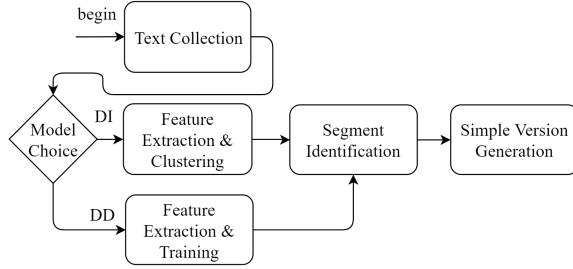 begin
Text Collection
Model
Choice
DI
Feature
Extraction &
Clustering
Segment
Identification
Simple Version
Generation
DD
Feature
Extraction &
Training